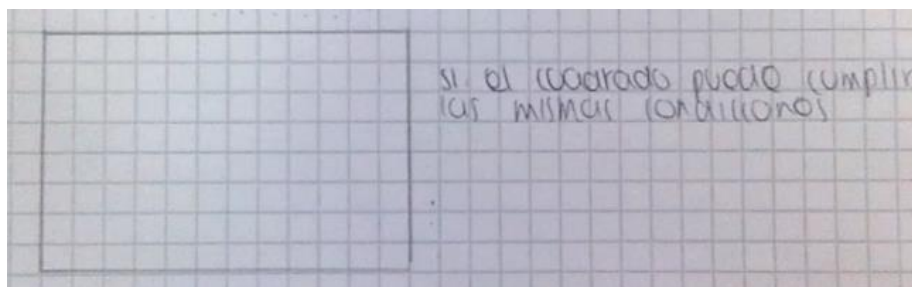 si el cuadrado puede cumplir
las mismas condiciones